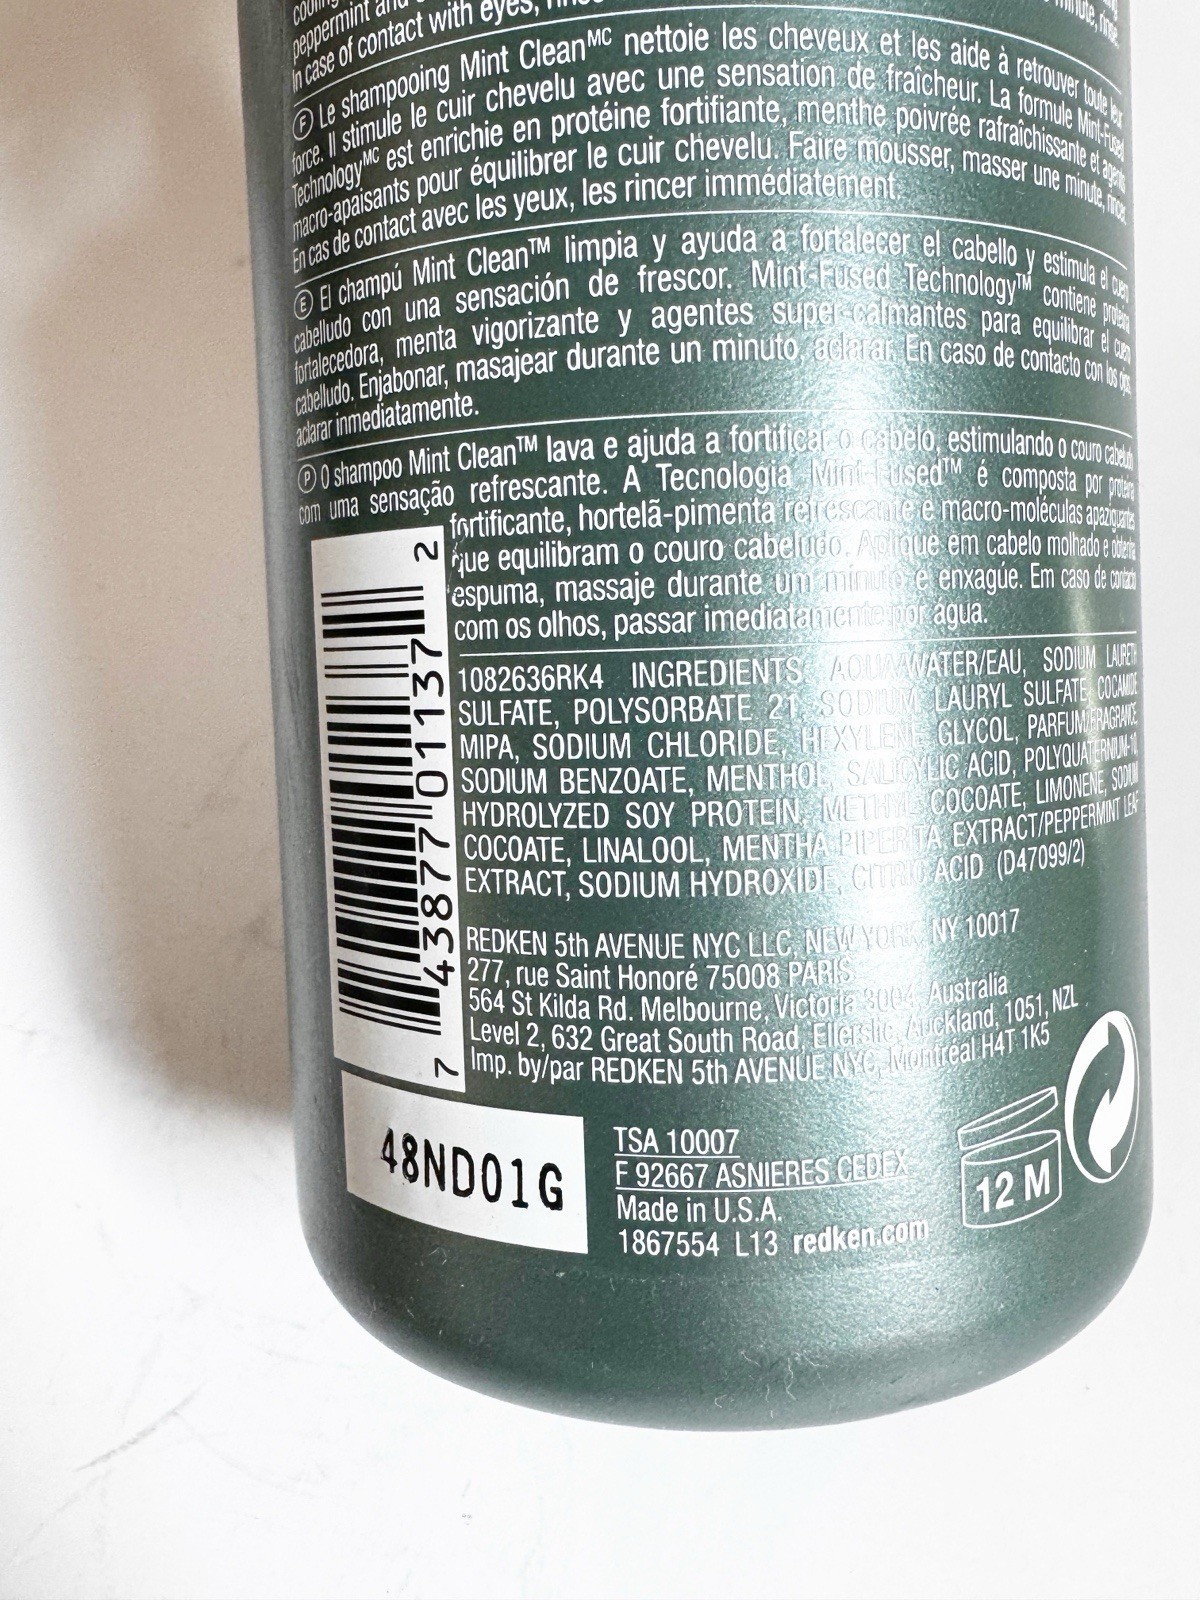 cooling
peppermint and
In case of contact with eyes, rinse
minute, rinse.
Ⓕ Le shampooing Mint Cleanᴹᶜ nettoie les cheveux et les aide à retrouver toute leur
force. Il stimule le cuir chevelu avec une sensation de fraîcheur. La formule Mint-Fused
Technologyᴹᶜ est enrichie en protéine fortifiante, menthe poivrée rafraîchissante et agents
macro-apaisants pour équilibrer le cuir chevelu. Faire mousser, masser une minute, rincer.
En cas de contact avec les yeux, les rincer immédiatement.
Ⓔ El champú Mint Clean™ limpia y ayuda a fortalecer el cabello y estimula el cuero
cabelludo con una sensación de frescor. Mint-Fused Technology™ contiene proteína
fortalecedora, menta vigorizante y agentes super-calmantes para equilibrar el cuero
cabelludo. Enjabonar, masajear durante un minuto, aclarar. En caso de contacto con los ojos,
aclarar inmediatamente.
Ⓟ O shampoo Mint Clean™ lava e ajuda a fortificar o cabelo, estimulando o couro cabeludo
com uma sensação refrescante. A Tecnologia Mint-Fused™ é composta por proteína
fortificante, hortelã-pimenta refrescante e macro-moléculas apaziguantes
que equilibram o couro cabeludo. Aplique em cabelo molhado e obtenha
espuma, massaje durante um minuto e enxagúe. Em caso de contacto
com os olhos, passar imediatamente por água.
1082636RK4 INGREDIENTS: AQUA/WATER/EAU, SODIUM LAURETH
SULFATE, POLYSORBATE 21, SODIUM LAURYL SULFATE, COCAMIDE
MIPA, SODIUM CHLORIDE, HEXYLENE GLYCOL, PARFUM/FRAGRANCE,
SODIUM BENZOATE, MENTHOL, SALICYLIC ACID, POLYQUATERNIUM-10,
HYDROLYZED SOY PROTEIN, METHYL COCOATE, LIMONENE, SODIUM
COCOATE, LINALOOL, MENTHA PIPERITA EXTRACT/PEPPERMINT LEAF
EXTRACT, SODIUM HYDROXIDE, CITRIC ACID (D47099/2)
REDKEN 5th AVENUE NYC LLC, NEW YORK, NY 10017
277, rue Saint Honoré 75008 PARIS
564 St Kilda Rd. Melbourne, Victoria 3004, Australia
Level 2, 632 Great South Road, Ellerslie, Auckland, 1051, NZL
Imp. by/par REDKEN 5th AVENUE NYC, Montreal H4T 1K5
7 43877 01137 2
48ND01G
TSA 10007
F 92667 ASNIERES CEDEX
Made in U.S.A.
1867554 L13 redken.com
12 M